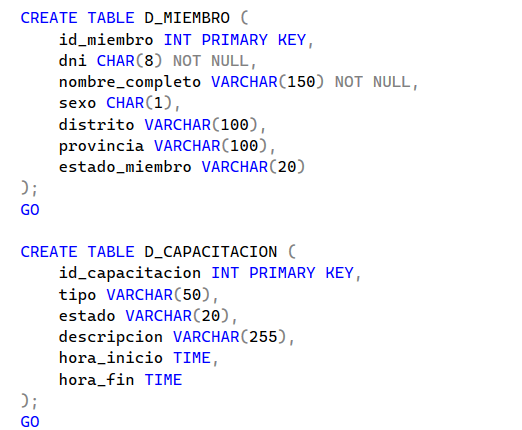 CREATE TABLE D_MIEMBRO (
    id_miembro INT PRIMARY KEY,
    dni CHAR(8) NOT NULL,
    nombre_completo VARCHAR(150) NOT NULL,
    sexo CHAR(1),
    distrito VARCHAR(100),
    provincia VARCHAR(100),
    estado_miembro VARCHAR(20)
);
GO

CREATE TABLE D_CAPACITACION (
    id_capacitacion INT PRIMARY KEY,
    tipo VARCHAR(50),
    estado VARCHAR(20),
    descripcion VARCHAR(255),
    hora_inicio TIME,
    hora_fin TIME
);
GO